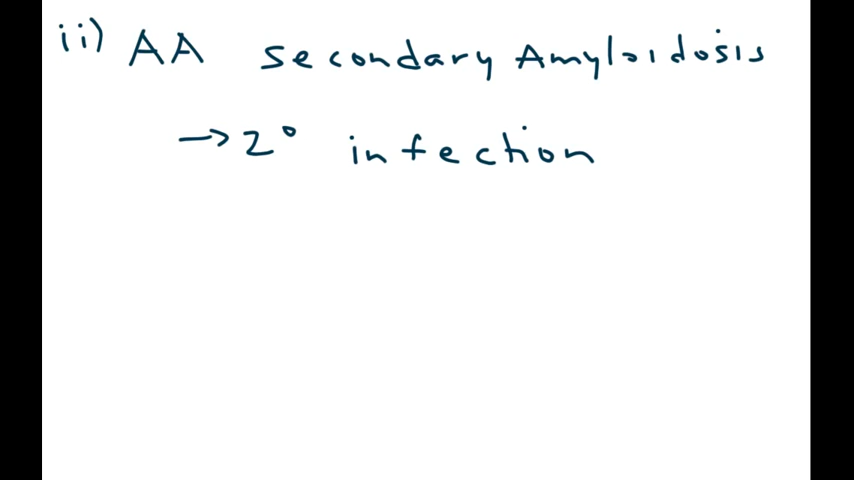 ii) AA secondary Amyloidosis
→ 2° infection